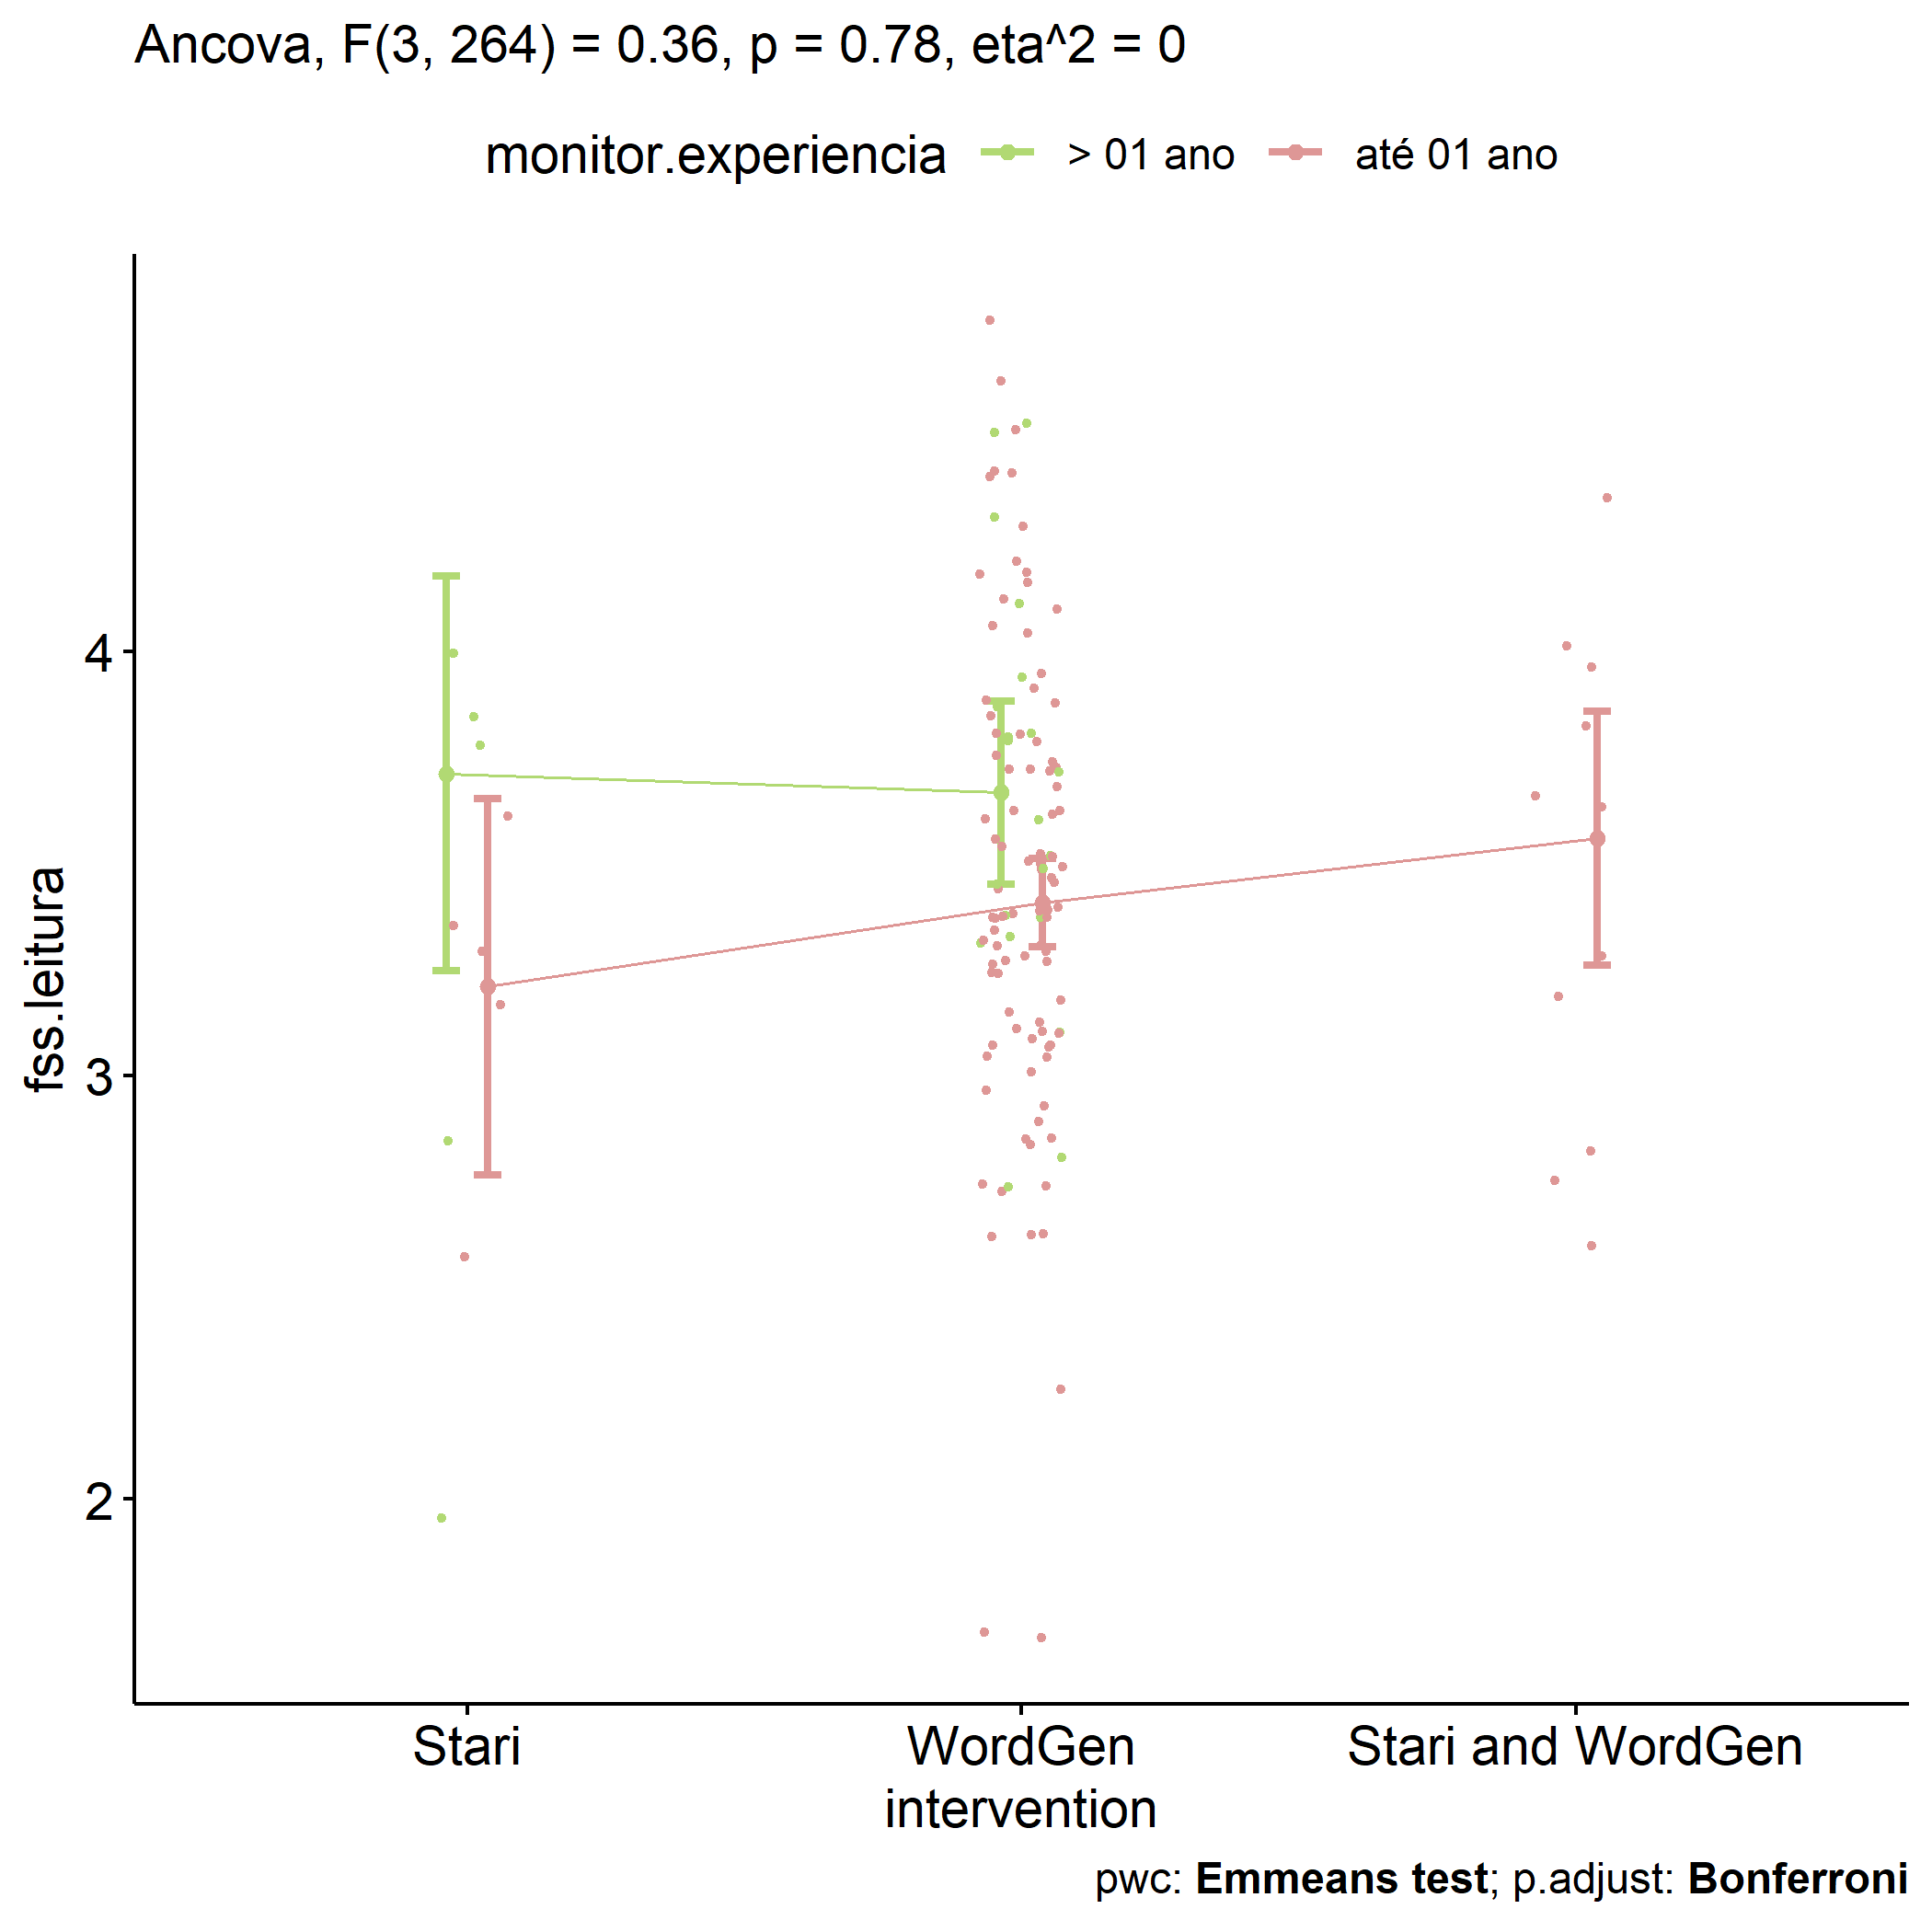 Ancova, F(3, 264) = 0.36, p = 0.78, eta^2 = 0
monitor.experiencia > 01 ano até 01 ano
fss.leitura
4
3
2
Stari WordGen Stari and WordGen
intervention
pwc: Emmeans test; p.adjust: Bonferroni